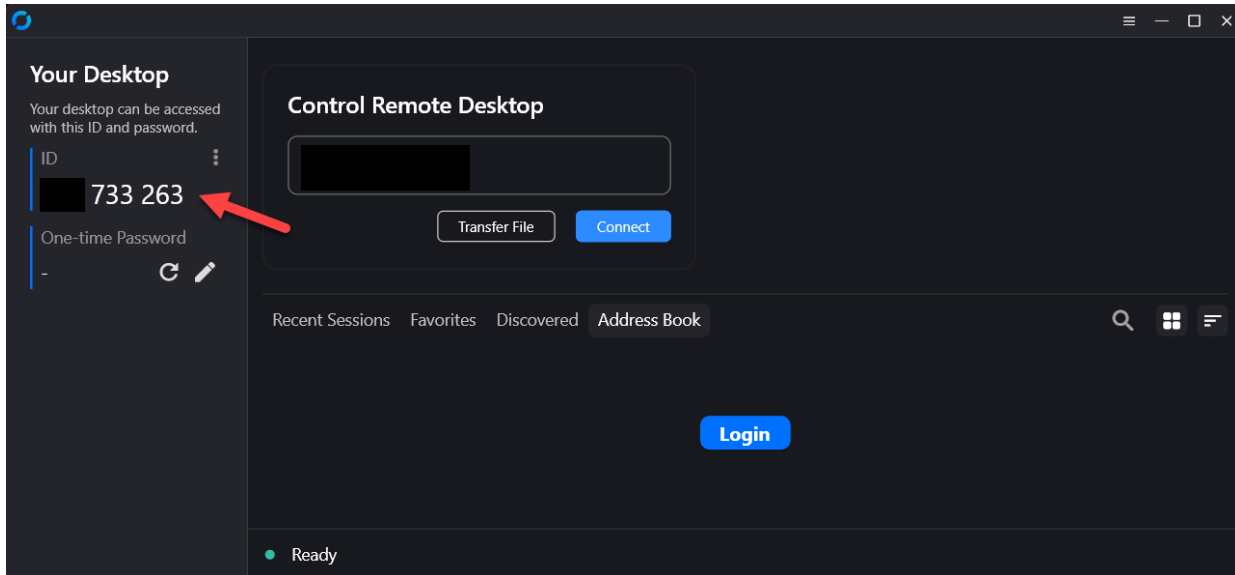 Your Desktop
Your desktop can be accessed
with this ID and password.
ID
733 263
One-time Password
-
Control Remote Desktop
Transfer File
Connect
Recent Sessions
Favorites
Discovered
Address Book
Login
Ready